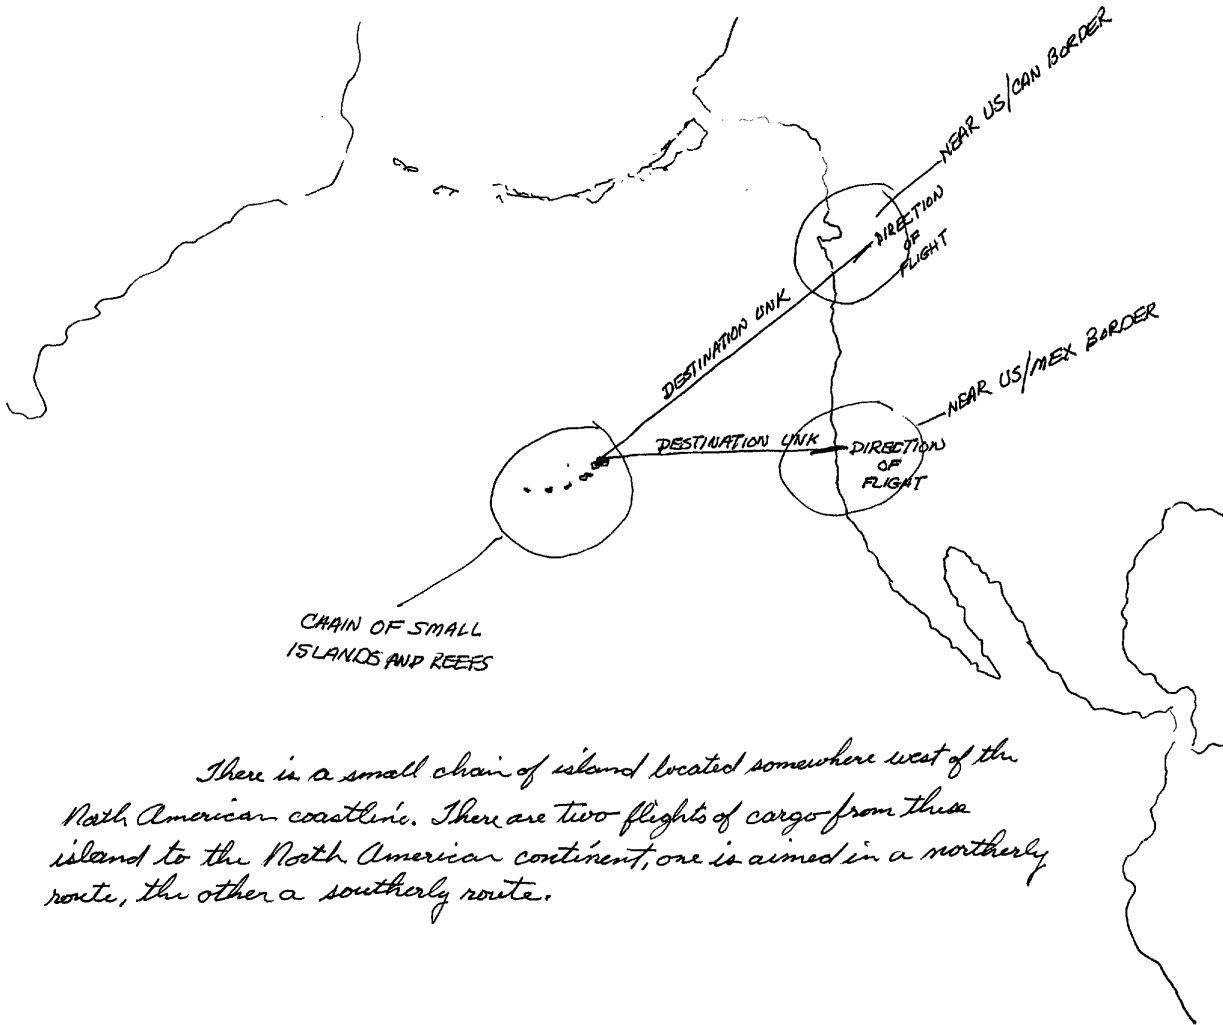 NEAR US/CAN BORDER
DIRECTION
OF
FLIGHT
DESTINATION LINK
NEAR US/MEX BORDER
DESTINATION LINK
DIRECTION
OF
FLIGHT
CHAIN OF SMALL
ISLANDS AND REEFS
There is a small chain of island located somewhere west of the
North American coastline. There are two flights of cargo from these
island to the North American continent, one is aimed in a northerly
route, the other a southerly route.